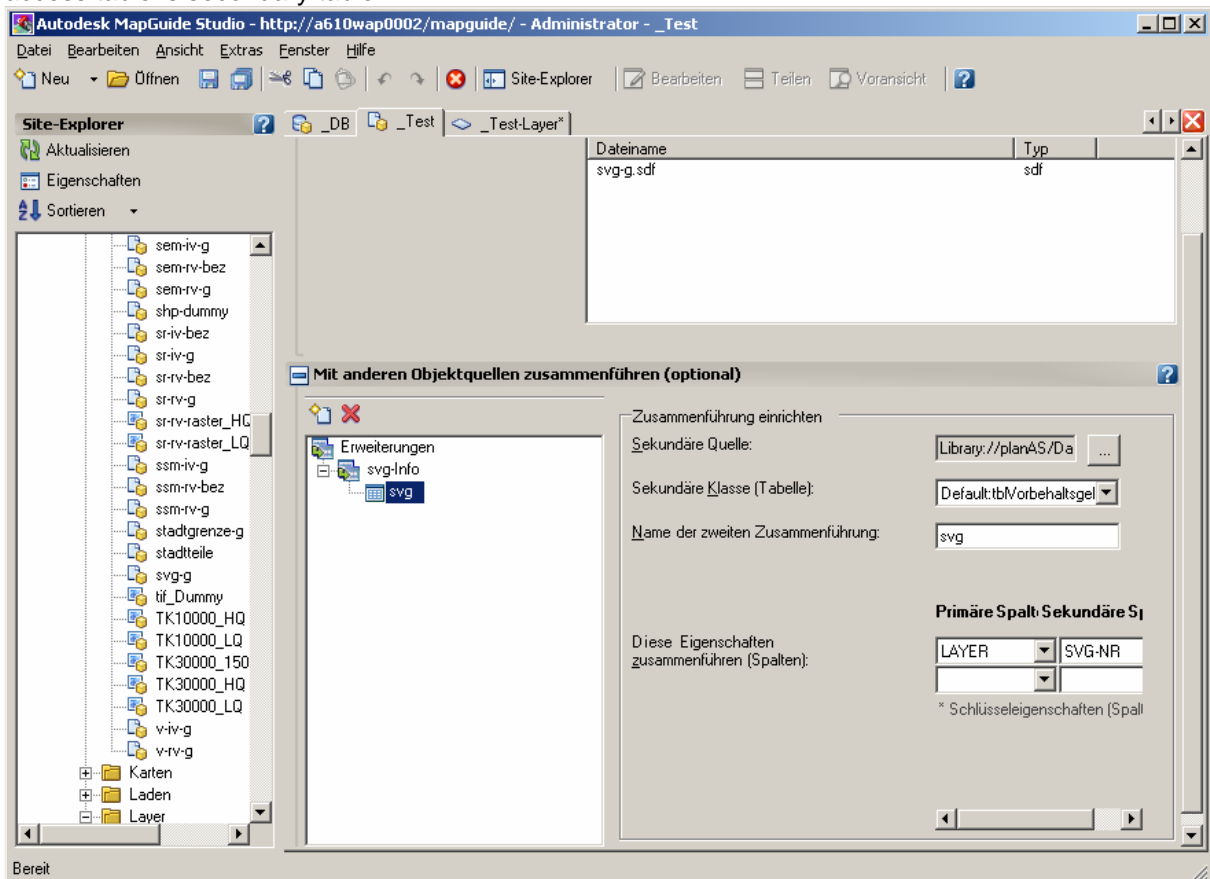 Autodesk MapGuide Studio - http://a610wap0002/mapguide/ - Administrator - _Test
Datei Bearbeiten Ansicht Extras Fenster Hilfe
Neu Öffnen Site-Explorer Bearbeiten Teilen Voransicht
Site-Explorer
_DB _Test _Test-Layer*
Aktualisieren
Eigenschaften
Sortieren
Dateiname Typ
svg-g.sdf sdf
sem-iv-g
sem-rv-bez
sem-rv-g
shp-dummy
sr-iv-bez
sr-iv-g
sr-rv-bez
sr-rv-g
sr-rv-raster_HQ
sr-rv-raster_LQ
ssm-iv-g
ssm-rv-bez
ssm-rv-g
stadtgrenze-g
stadtteile
svg-g
tif_Dummy
TK10000_HQ
TK10000_LQ
TK30000_150
TK30000_HQ
TK30000_LQ
v-iv-g
v-rv-g
Karten
Laden
Layer
Mit anderen Objektquellen zusammenführen (optional)
Erweiterungen
svg-Info
svg
Zusammenführung einrichten
Sekundäre Quelle: Library://planAS/Da ...
Sekundäre Klasse (Tabelle): Default:tblVorbehaltsgel
Name der zweiten Zusammenführung: svg
Primäre Spalt Sekundäre Sp
Diese Eigenschaften
zusammenführen (Spalten):
LAYER SVG-NR
* Schlüsseleigenschaften (Spalt
Bereit